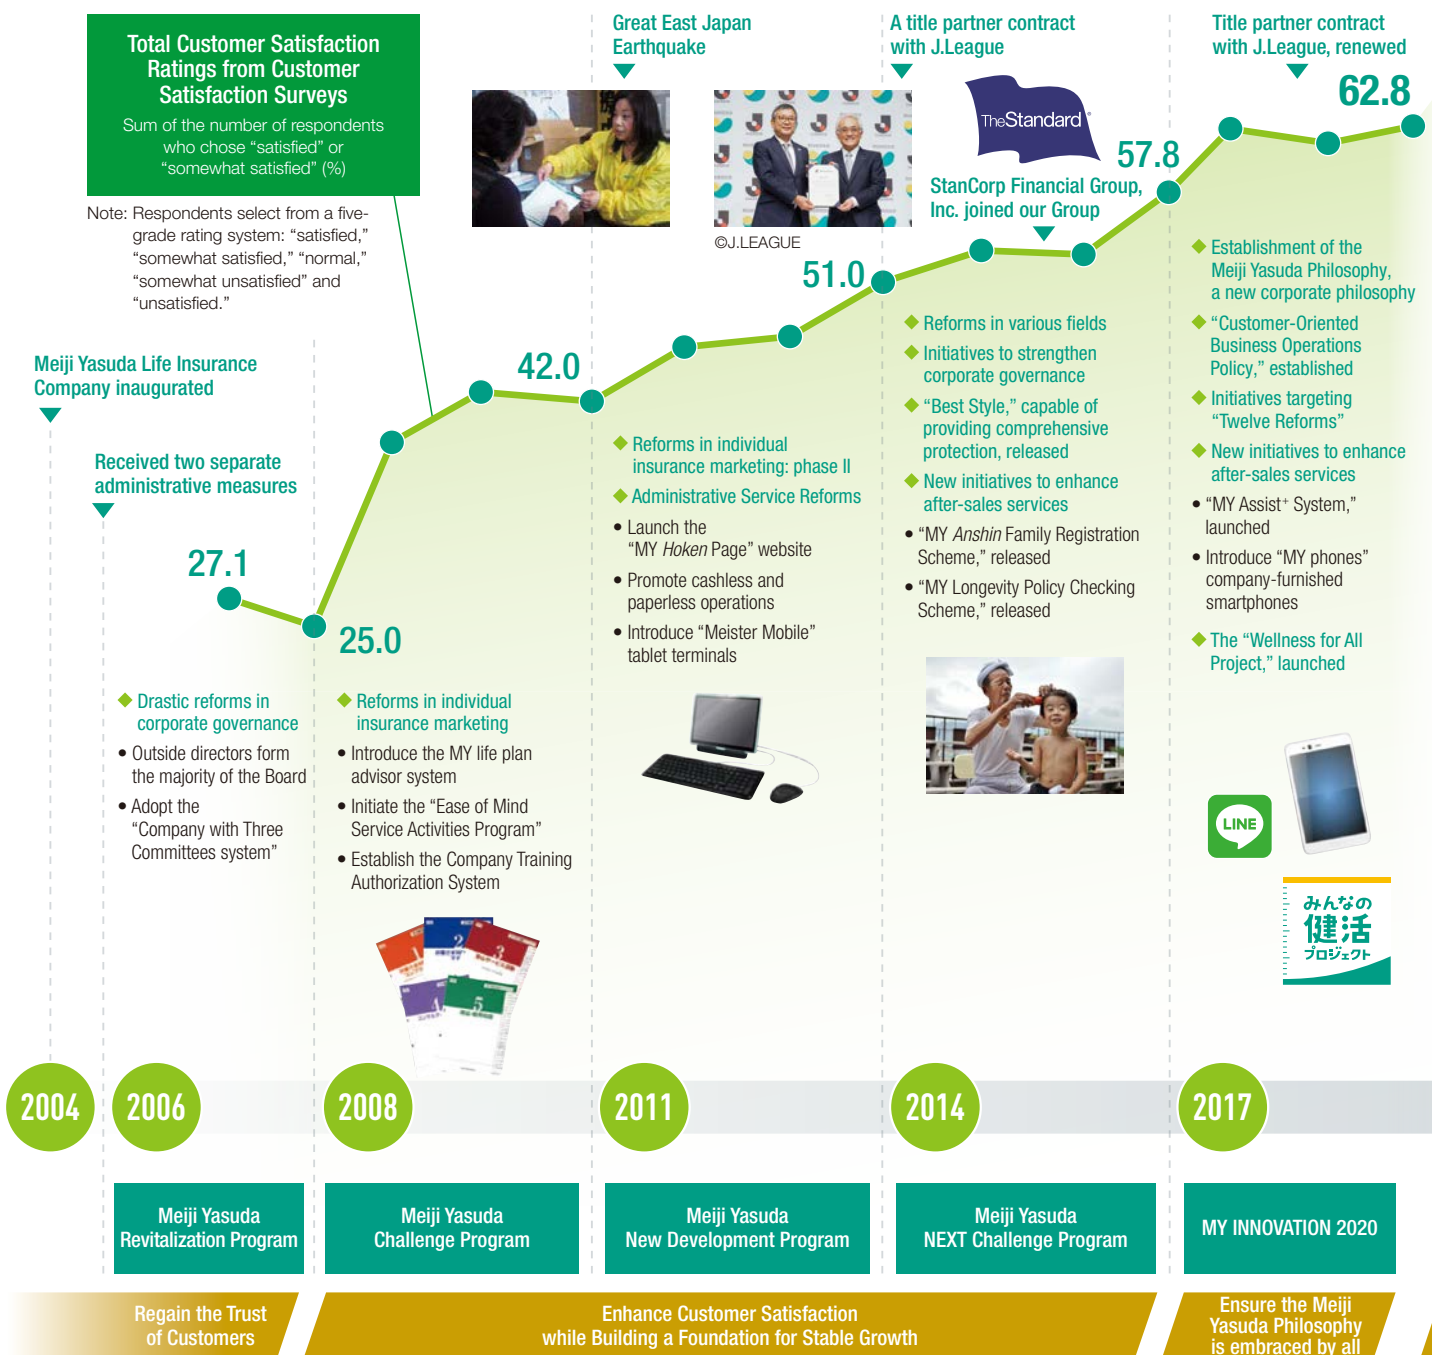 Total Customer Satisfaction
Ratings from Customer
Satisfaction Surveys
Sum of the number of respondents
who chose “satisfied” or
“somewhat satisfied” (%)
Note: Respondents select from a five-
grade rating system: “satisfied,”
“somewhat satisfied,” “normal,”
“somewhat unsatisfied” and
“unsatisfied.”
Great East Japan
Earthquake
A title partner contract
with J.League
Title partner contract
with J.League, renewed
©J.LEAGUE
TheStandard
StanCorp Financial Group,
Inc. joined our Group
Meiji Yasuda Life Insurance
Company inaugurated
Received two separate
administrative measures
27.1
25.0
42.0
51.0
57.8
62.8
◆ Drastic reforms in
corporate governance
• Outside directors form
the majority of the Board
• Adopt the
“Company with Three
Committees system”
◆ Reforms in individual
insurance marketing
• Introduce the MY life plan
advisor system
• Initiate the “Ease of Mind
Service Activities Program”
• Establish the Company Training
Authorization System
1
2
3
4
5
◆ Reforms in individual
insurance marketing: phase II
◆ Administrative Service Reforms
• Launch the
“MY Hoken Page” website
• Promote cashless and
paperless operations
• Introduce “Meister Mobile”
tablet terminals
◆ Reforms in various fields
◆ Initiatives to strengthen
corporate governance
◆ “Best Style,” capable of
providing comprehensive
protection, released
◆ New initiatives to enhance
after-sales services
• “MY Anshin Family Registration
Scheme,” released
• “MY Longevity Policy Checking
Scheme,” released
◆ Establishment of the
Meiji Yasuda Philosophy,
a new corporate philosophy
◆ “Customer-Oriented
Business Operations
Policy,” established
◆ Initiatives targeting
“Twelve Reforms”
◆ New initiatives to enhance
after-sales services
• “MY Assist+ System,”
launched
• Introduce “MY phones”
company-furnished
smartphones
◆ The “Wellness for All
Project,” launched
LINE
みんなの
健活
プロジェクト
2004
2006
2008
2011
2014
2017
Meiji Yasuda
Revitalization Program
Meiji Yasuda
Challenge Program
Meiji Yasuda
New Development Program
Meiji Yasuda
NEXT Challenge Program
MY INNOVATION 2020
Regain the Trust
of Customers
Enhance Customer Satisfaction
while Building a Foundation for Stable Growth
Ensure the Meiji
Yasuda Philosophy
is embraced by all